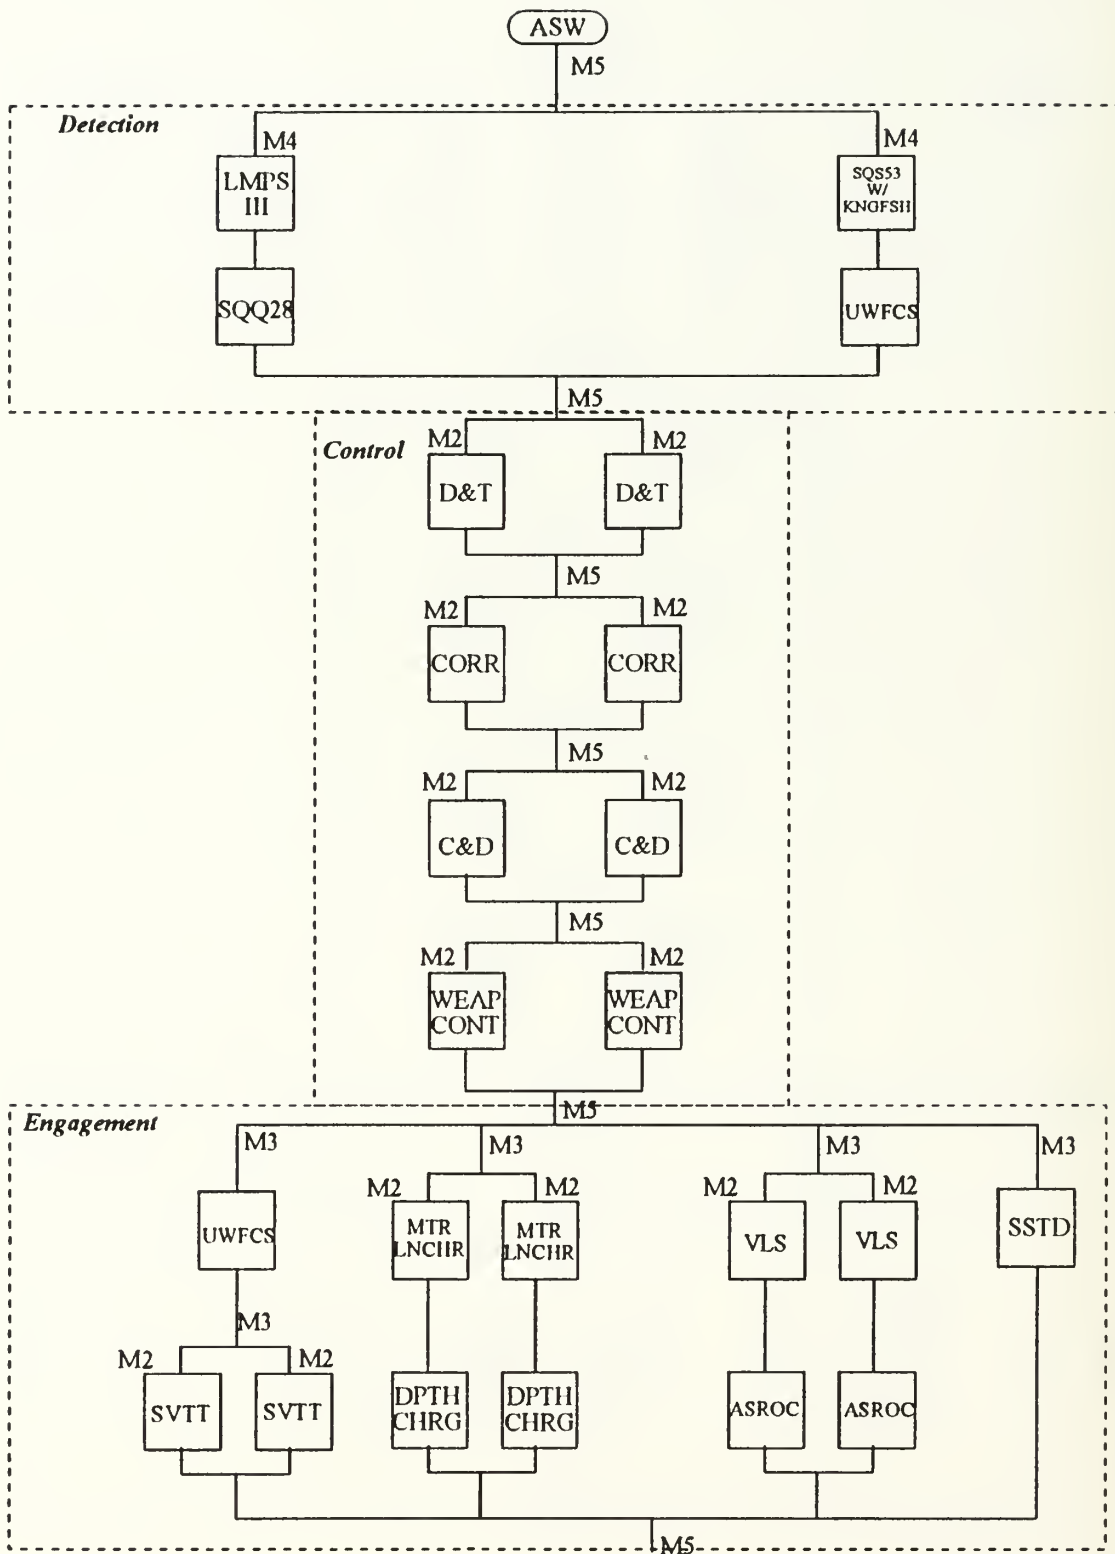 ASW
M5
Detection
M4
M4
LMPS
III
SQS53
W/
KNGFSH
SQQ28
UWFCS
M5
Control
M2
M2
D&T
D&T
M5
M2
M2
CORR
CORR
M5
M2
M2
C&D
C&D
M5
M2
M2
WEAP
CONT
WEAP
CONT
M5
Engagement
M3
M3
M3
M3
UWFCS
M2
M2
MTR
LNCHR
MTR
LNCHR
M2
M2
VLS
VLS
SSTD
M3
M2
M2
SVTT
SVTT
DPTH
CHRG
DPTH
CHRG
ASROC
ASROC
M5